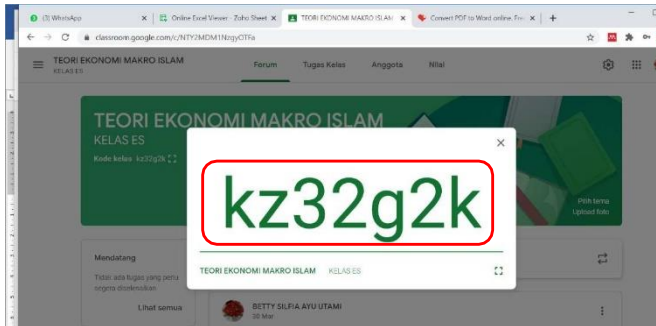 (3) WhatsApp
Online Excel Viewer - Zoho Sheet
TEORI EKONOMI MAKRO ISLAM
Convert PDF to Word online. Fre
classroom.google.com/c/NTY2MDM1NzgyOTFa
TEORI EKONOMI MAKRO ISLAM
KELAS ES
Forum
Tugas Kelas
Anggota
Nilai
TEORI EKONOMI MAKRO ISLAM
KELAS ES
Kode kelas kz32g2k
kz32g2k
TEORI EKONOMI MAKRO ISLAM KELAS ES
Pilih tema
Upload foto
Mendatang
Tidak ada tugas yang perlu
segera diselesaikan
Lihat semua
BETTY SILFIA AYU UTAMI
30 Mar